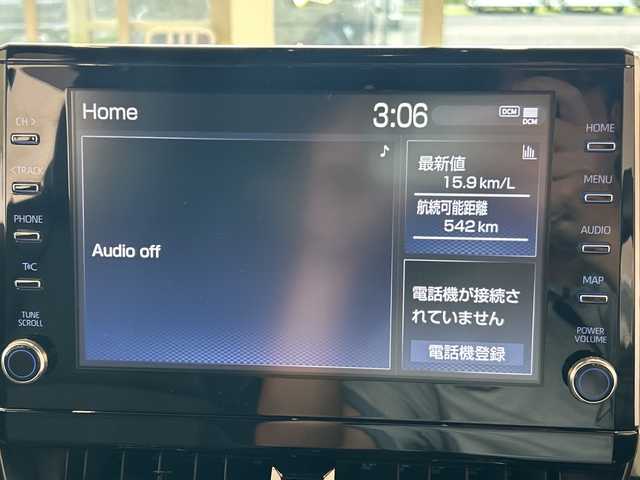 Home
3:06
DCM
DCM
CH >
< TRACK
PHONE
T&C
TUNE
SCROLL
Audio off
最新値
15.9 km/L
航続可能距離
542 km
電話機が接続さ
れていません
電話機登録
HOME
MENU
AUDIO
MAP
POWER
VOLUME